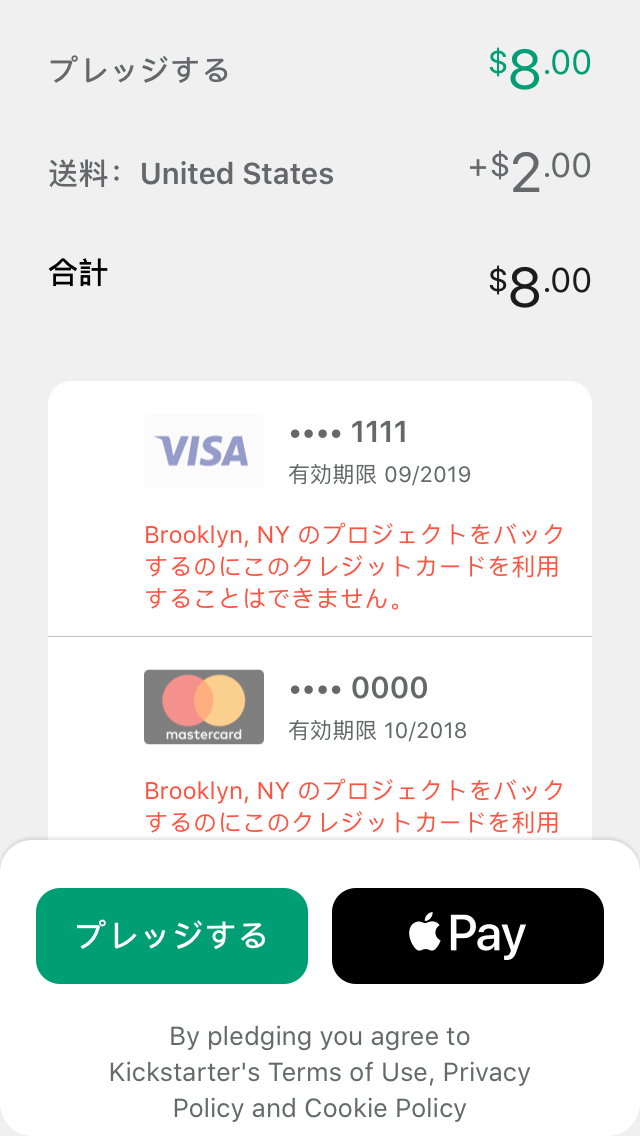 プレッジする $8.00
送料: United States +$2.00
合計 $8.00
VISA •••• 1111
有効期限 09/2019
Brooklyn, NY のプロジェクトをバック
するのにこのクレジットカードを利用
することはできません。
mastercard •••• 0000
有効期限 10/2018
Brooklyn, NY のプロジェクトをバック
するのにこのクレジットカードを利用
プレッジする Pay
By pledging you agree to
Kickstarter's Terms of Use, Privacy
Policy and Cookie Policy